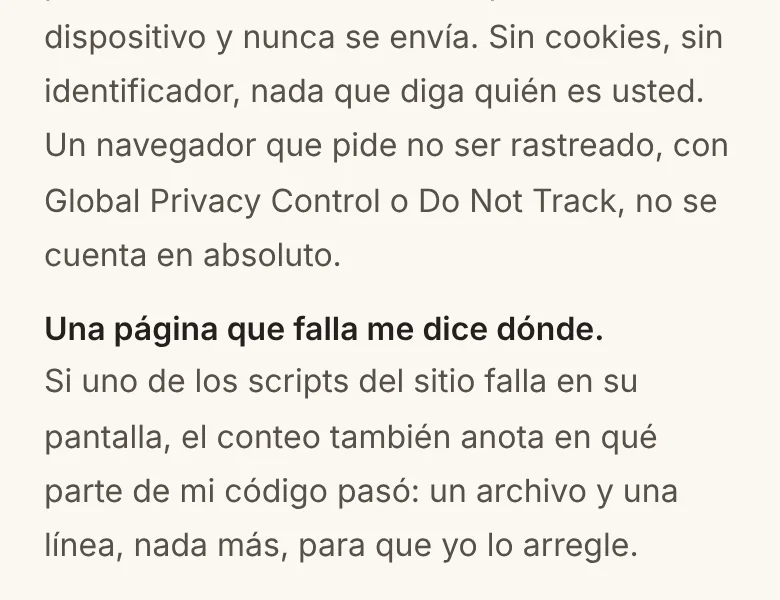 dispositivo y nunca se envía. Sin cookies, sin
identificador, nada que diga quién es usted.
Un navegador que pide no ser rastreado, con
Global Privacy Control o Do Not Track, no se
cuenta en absoluto.
Una página que falla me dice dónde.
Si uno de los scripts del sitio falla en su
pantalla, el conteo también anota en qué
parte de mi código pasó: un archivo y una
línea, nada más, para que yo lo arregle.